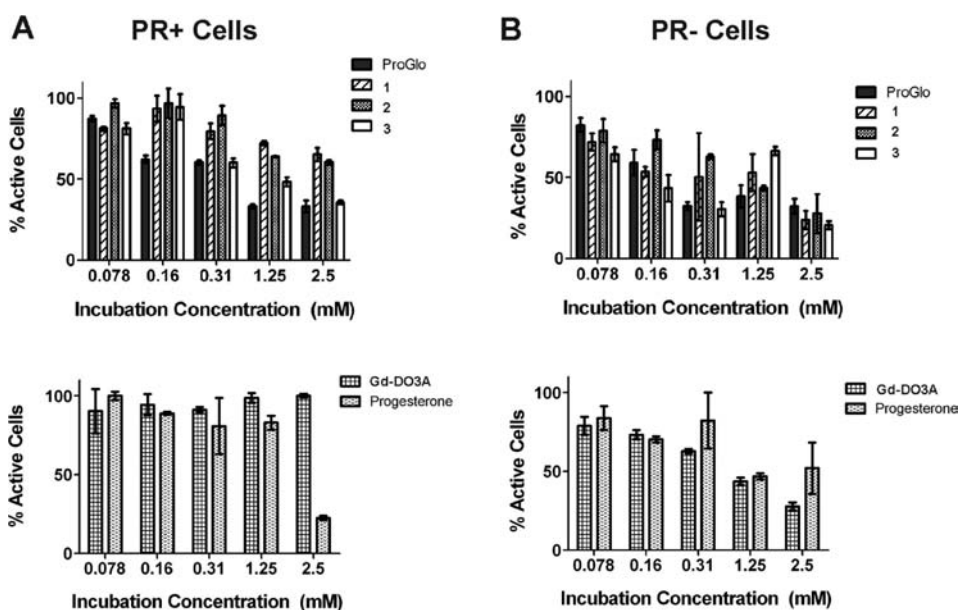 A
PR+ Cells
% Active Cells
100
50
0
0.078 0.16 0.31 1.25 2.5
Incubation Concentration (mM)
ProGlo
1
2
3
B
PR- Cells
% Active Cells
100
50
0
0.078 0.16 0.31 1.25 2.5
Incubation Concentration (mM)
ProGlo
1
2
3
% Active Cells
100
50
0
0.078 0.16 0.31 1.25 2.5
Incubation Concentration (mM)
Gd-DO3A
Progesterone
% Active Cells
100
50
0
0.078 0.16 0.31 1.25 2.5
Incubation Concentration (mM)
Gd-DO3A
Progesterone